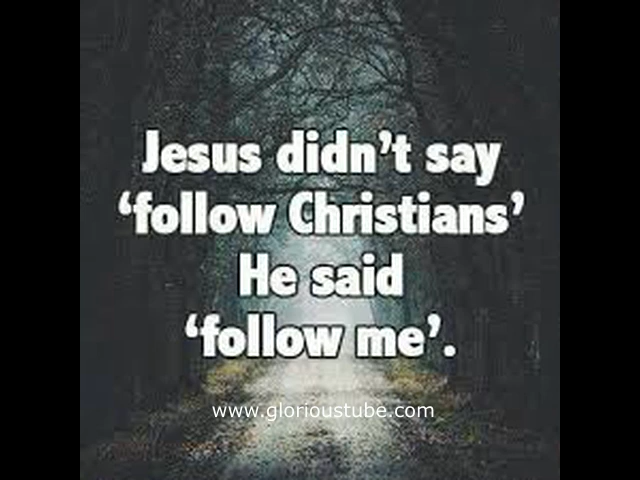 Jesus didn’t say
‘follow Christians’
He said
‘follow me’.
www.glorioustube.com